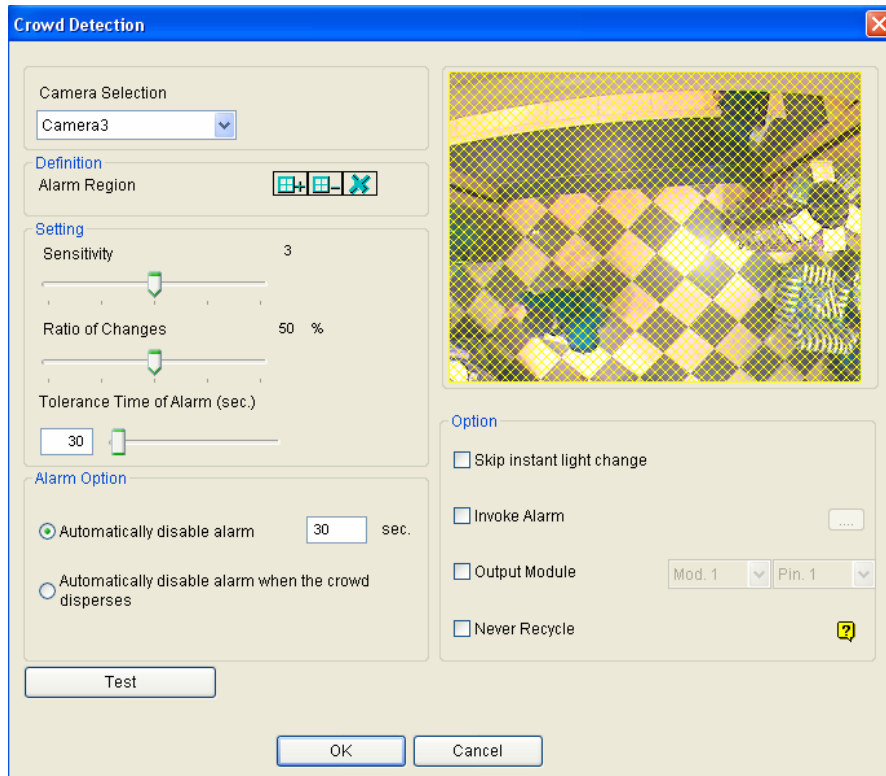 Crowd Detection
Camera Selection
Camera3
Definition
Alarm Region
Setting
Sensitivity 3
Ratio of Changes 50 %
Tolerance Time of Alarm (sec.)
30
Alarm Option
Automatically disable alarm 30 sec.
Automatically disable alarm when the crowd
disperses
Test
Option
Skip instant light change
Invoke Alarm ....
Output Module Mod. 1 Pin. 1
Never Recycle ?
OK Cancel